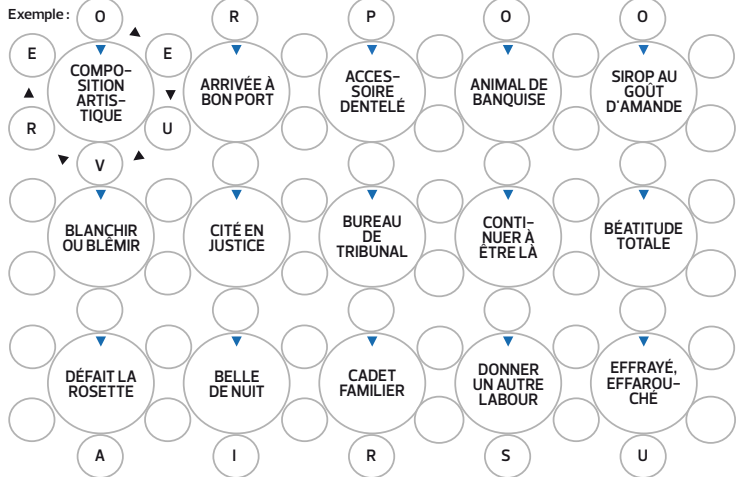 Exemple :
O
R
P
O
O
E
E
COMPO-
SITION
ARTIS-
TIQUE
ARRIVÉE À
BON PORT
ACCES-
SOIRE
DENTELÉ
ANIMAL DE
BANQUISE
SIROP AU
GOÛT
D'AMANDE
R
U
V
BLANCHIR
OU BLÊMIR
CITÉ EN
JUSTICE
BUREAU
DE
TRIBUNAL
CONTI-
NUER À
ÊTRE LÀ
BÉATITUDE
TOTALE
DÉFAIT LA
ROSETTE
BELLE
DE NUIT
CADET
FAMILIER
DONNER
UN AUTRE
LABOUR
EFFRAYÉ,
EFFAROU-
CHÉ
A
I
R
S
U